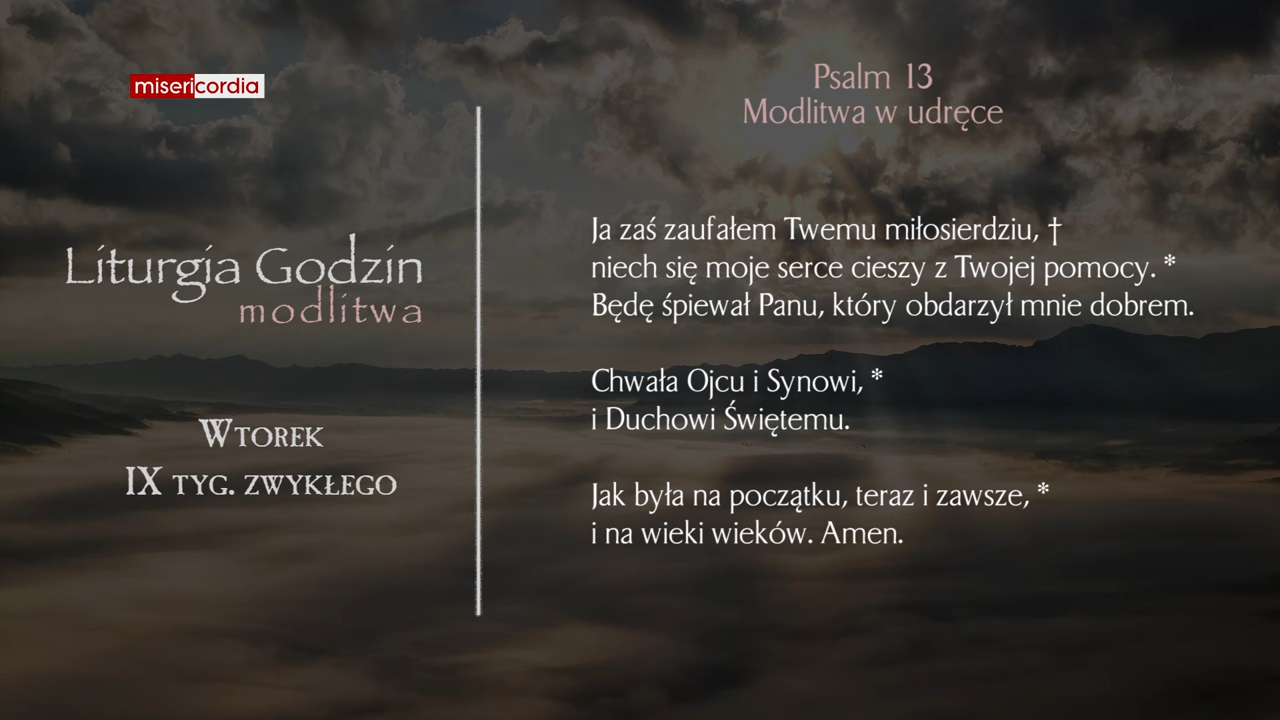 misericordia
Liturgia Godzin
modlitwa
Wtorek
IX tyg. zwykłego
Psalm 13
Modlitwa w udręce
Ja zaś zaufałem Twemu miłosierdziu, †
niech się moje serce cieszy z Twojej pomocy. *
Będę śpiewał Panu, który obdarzył mnie dobrem.
Chwała Ojcu i Synowi, *
i Duchowi Świętemu.
Jak była na początku, teraz i zawsze, *
i na wieki wieków. Amen.